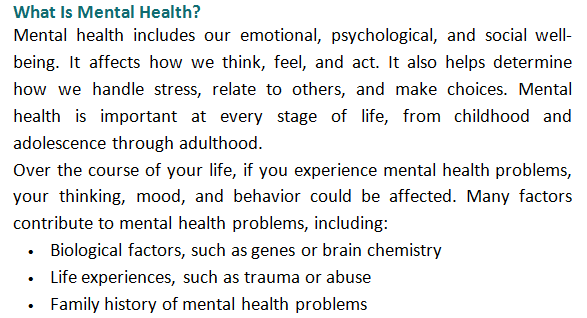 What Is Mental Health?
Mental health includes our emotional, psychological, and social well-
being. It affects how we think, feel, and act. It also helps determine
how we handle stress, relate to others, and make choices. Mental
health is important at every stage of life, from childhood and
adolescence through adulthood.
Over the course of your life, if you experience mental health problems,
your thinking, mood, and behavior could be affected. Many factors
contribute to mental health problems, including:
• Biological factors, such as genes or brain chemistry
• Life experiences, such as trauma or abuse
• Family history of mental health problems